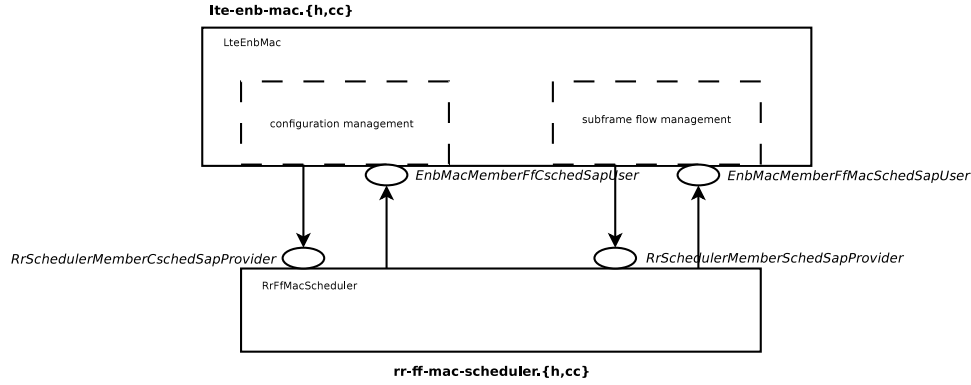 lte-enb-mac.{h,cc}
LteEnbMac
configuration management
subframe flow management
EnbMacMemberFfCschedSapUser
EnbMacMemberFfMacSchedSapUser
RrSchedulerMemberCschedSapProvider
RrSchedulerMemberSchedSapProvider
RrFfMacScheduler
rr-ff-mac-scheduler.{h,cc}